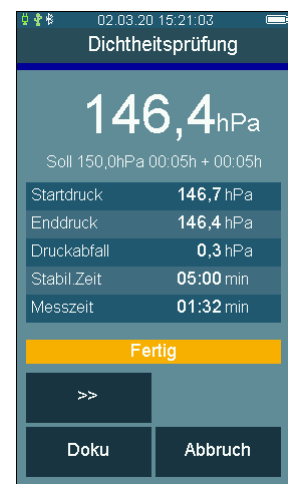 02.03.20 15:21:03
Dichtheitsprüfung
146,4hPa
Soll 150,0hPa 00:05h + 00:05h
Startdruck 146,7 hPa
Enddruck 146,4 hPa
Druckabfall 0,3 hPa
Stabil.Zeit 05:00 min
Messzeit 01:32 min
Fertig
>>
Doku Abbruch